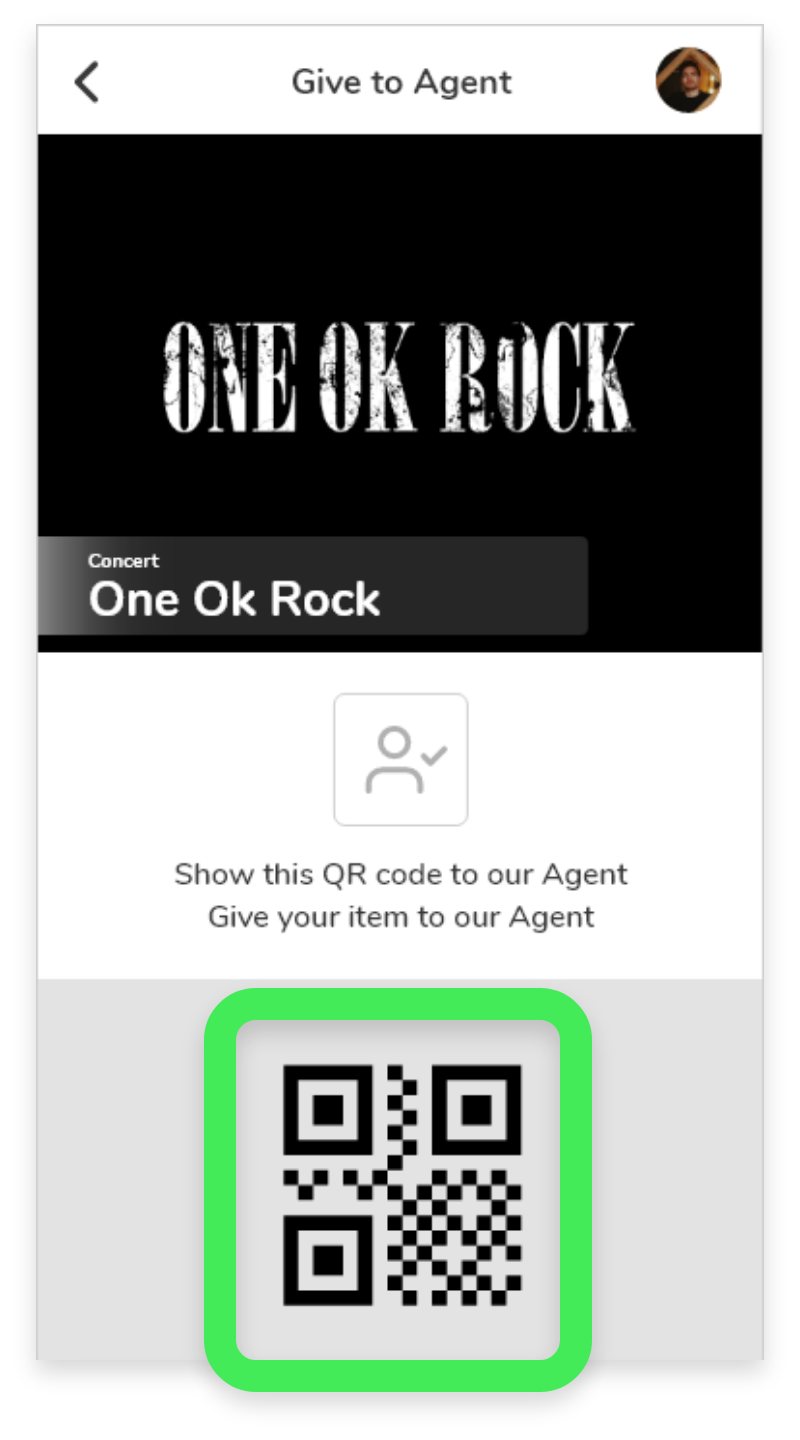 Give to Agent
ONE OK ROCK
Concert
One Ok Rock
Show this QR code to our Agent
Give your item to our Agent